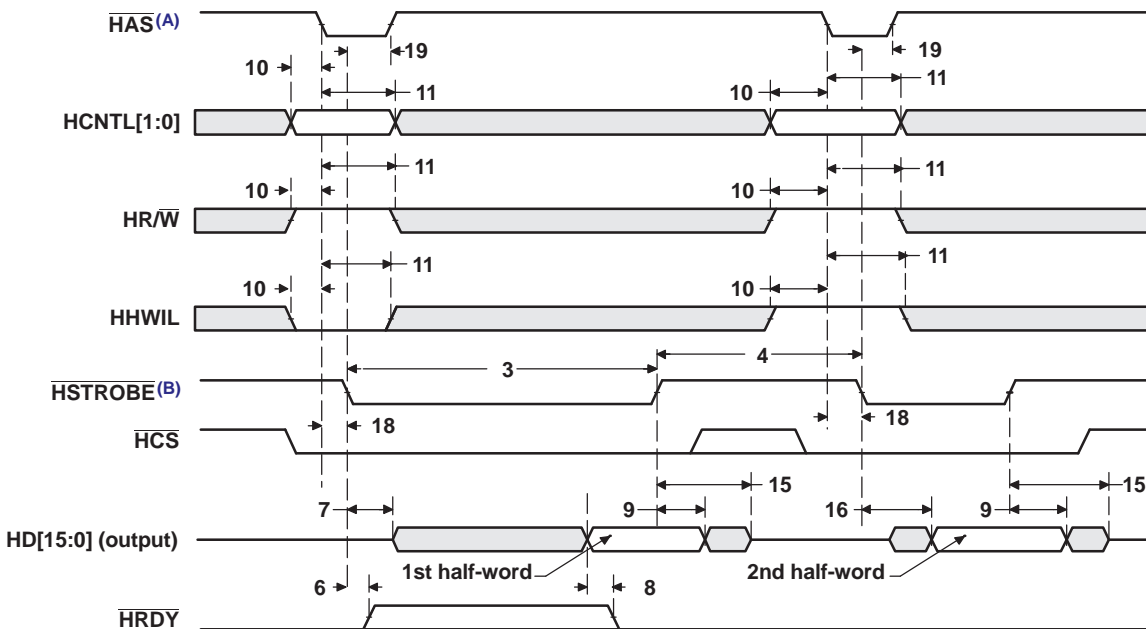 HAS(A)
19
19
10
11
10
11
HCNTL[1:0]
11
11
10
10
HR/W
11
11
10
10
HHWIL
3
4
HSTROBE(B)
18
18
HCS
15
15
7
9
16
9
HD[15:0] (output)
1st half-word
2nd half-word
6
8
HRDY